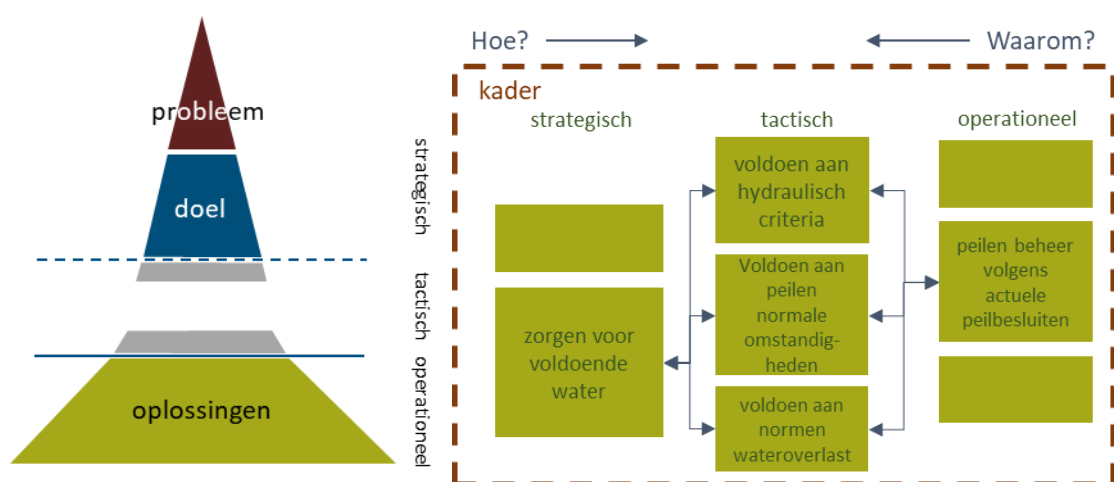 probleem
doel
oplossingen
strategisch
tactisch
operationeel
Hoe?
Waarom?
kader
strategisch
tactisch
operationeel
zorgen voor
voldoende
water
voldoen aan
hydraulisch
criteria
Voldoen aan
peilen
normale
omstandig-
heden
voldoen aan
normen
wateroverlast
peilen beheer
volgens
actuele
peilbesluiten